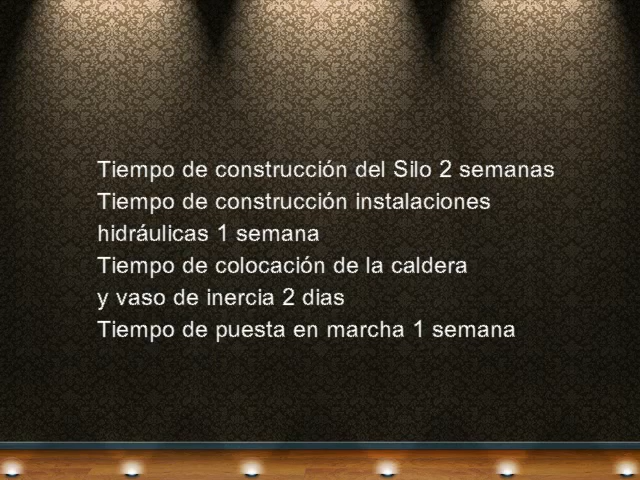 Tiempo de construcción del Silo 2 semanas
Tiempo de construcción instalaciones
hidráulicas 1 semana
Tiempo de colocación de la caldera
y vaso de inercia 2 dias
Tiempo de puesta en marcha 1 semana